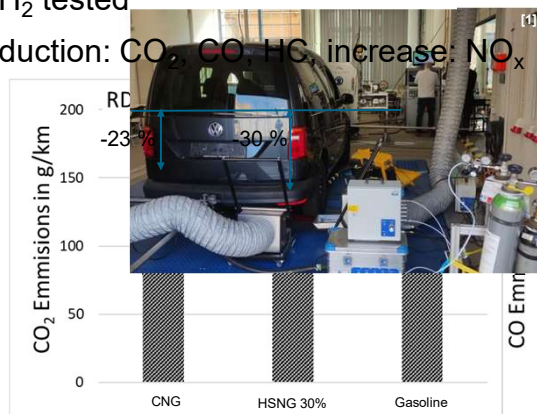 H₂ tested
duction: CO₂, CO, HC, increase: NOₓ
[1]
RD
-23 %
-30 %
CO₂ Emmisions in g/km
200
150
100
50
0
CNG
HSNG 30%
Gasoline
CO Emm